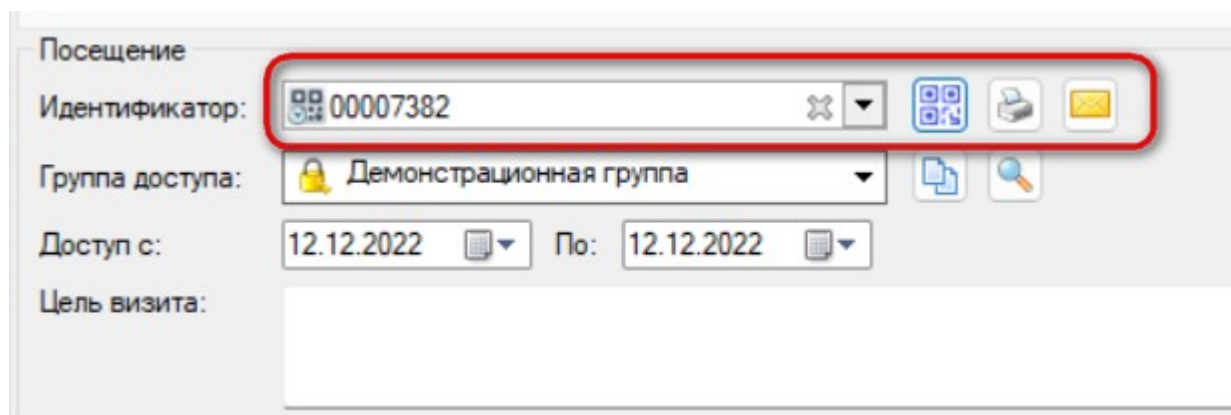 Посещение
Идентификатор: 00007382
Группа доступа: Демонстрационная группа
Доступ с: 12.12.2022 По: 12.12.2022
Цель визита: